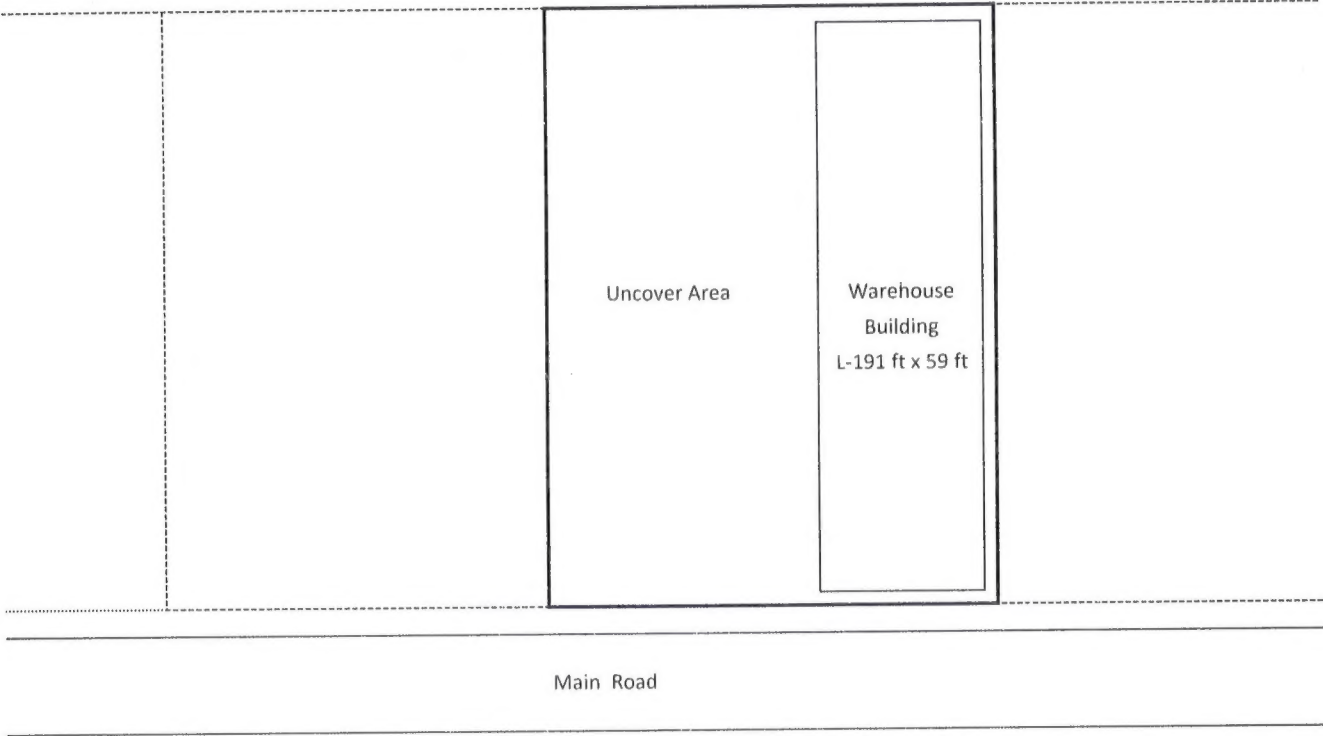 Uncover Area
Warehouse
Building
L-191 ft x 59 ft
Main Road